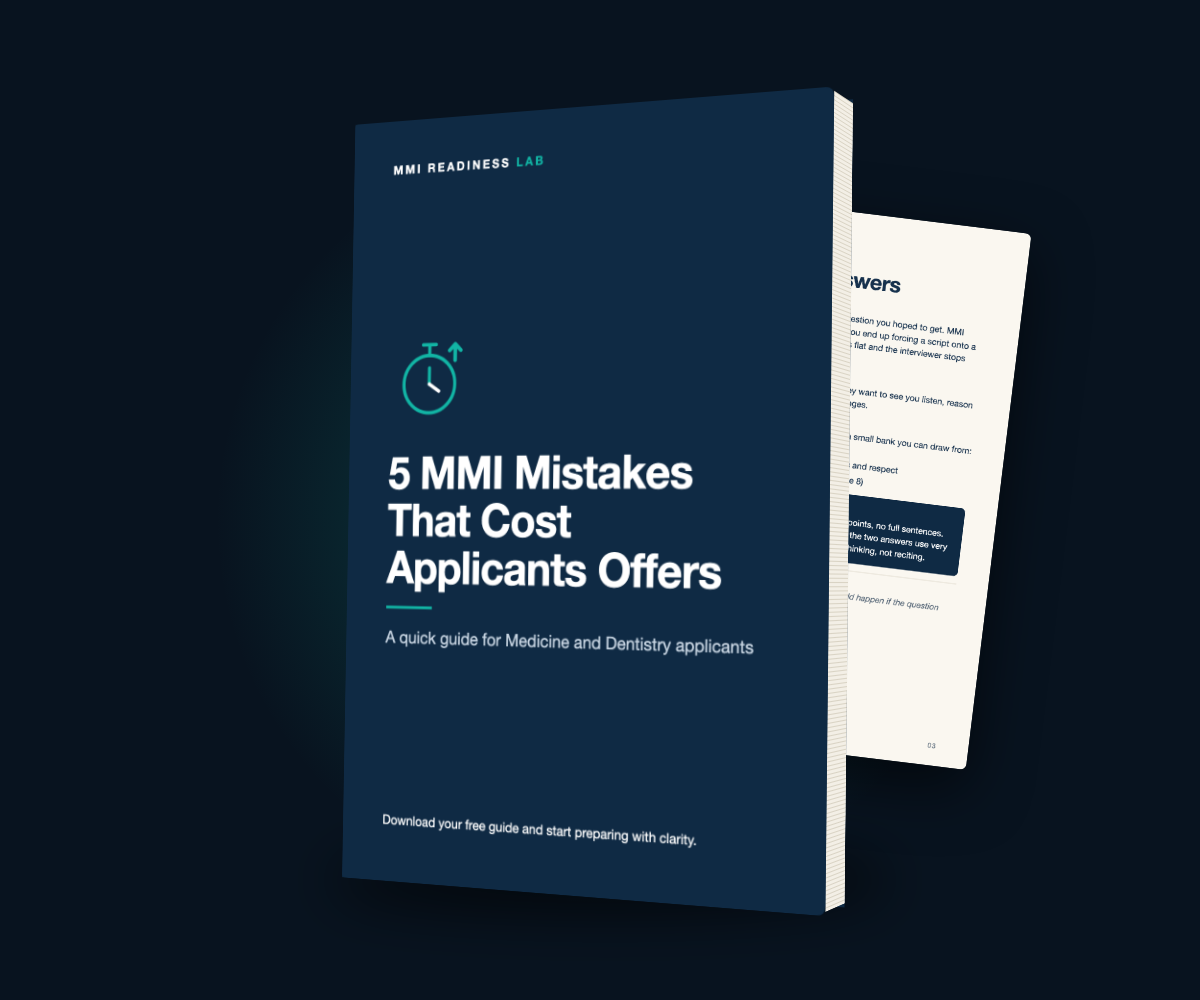 MMI READINESS LAB
5 MMI Mistakes
That Cost
Applicants Offers
A quick guide for Medicine and Dentistry applicants
Download your free guide and start preparing with clarity.
swers
estion you hoped to get. MMI
ou end up forcing a script onto a
flat and the interviewer stops
y want to see you listen, reason
ges.
small bank you can draw from:
and respect
e 8)
points, no full sentences.
the two answers use very
hinking, not reciting.
ld happen if the question
03